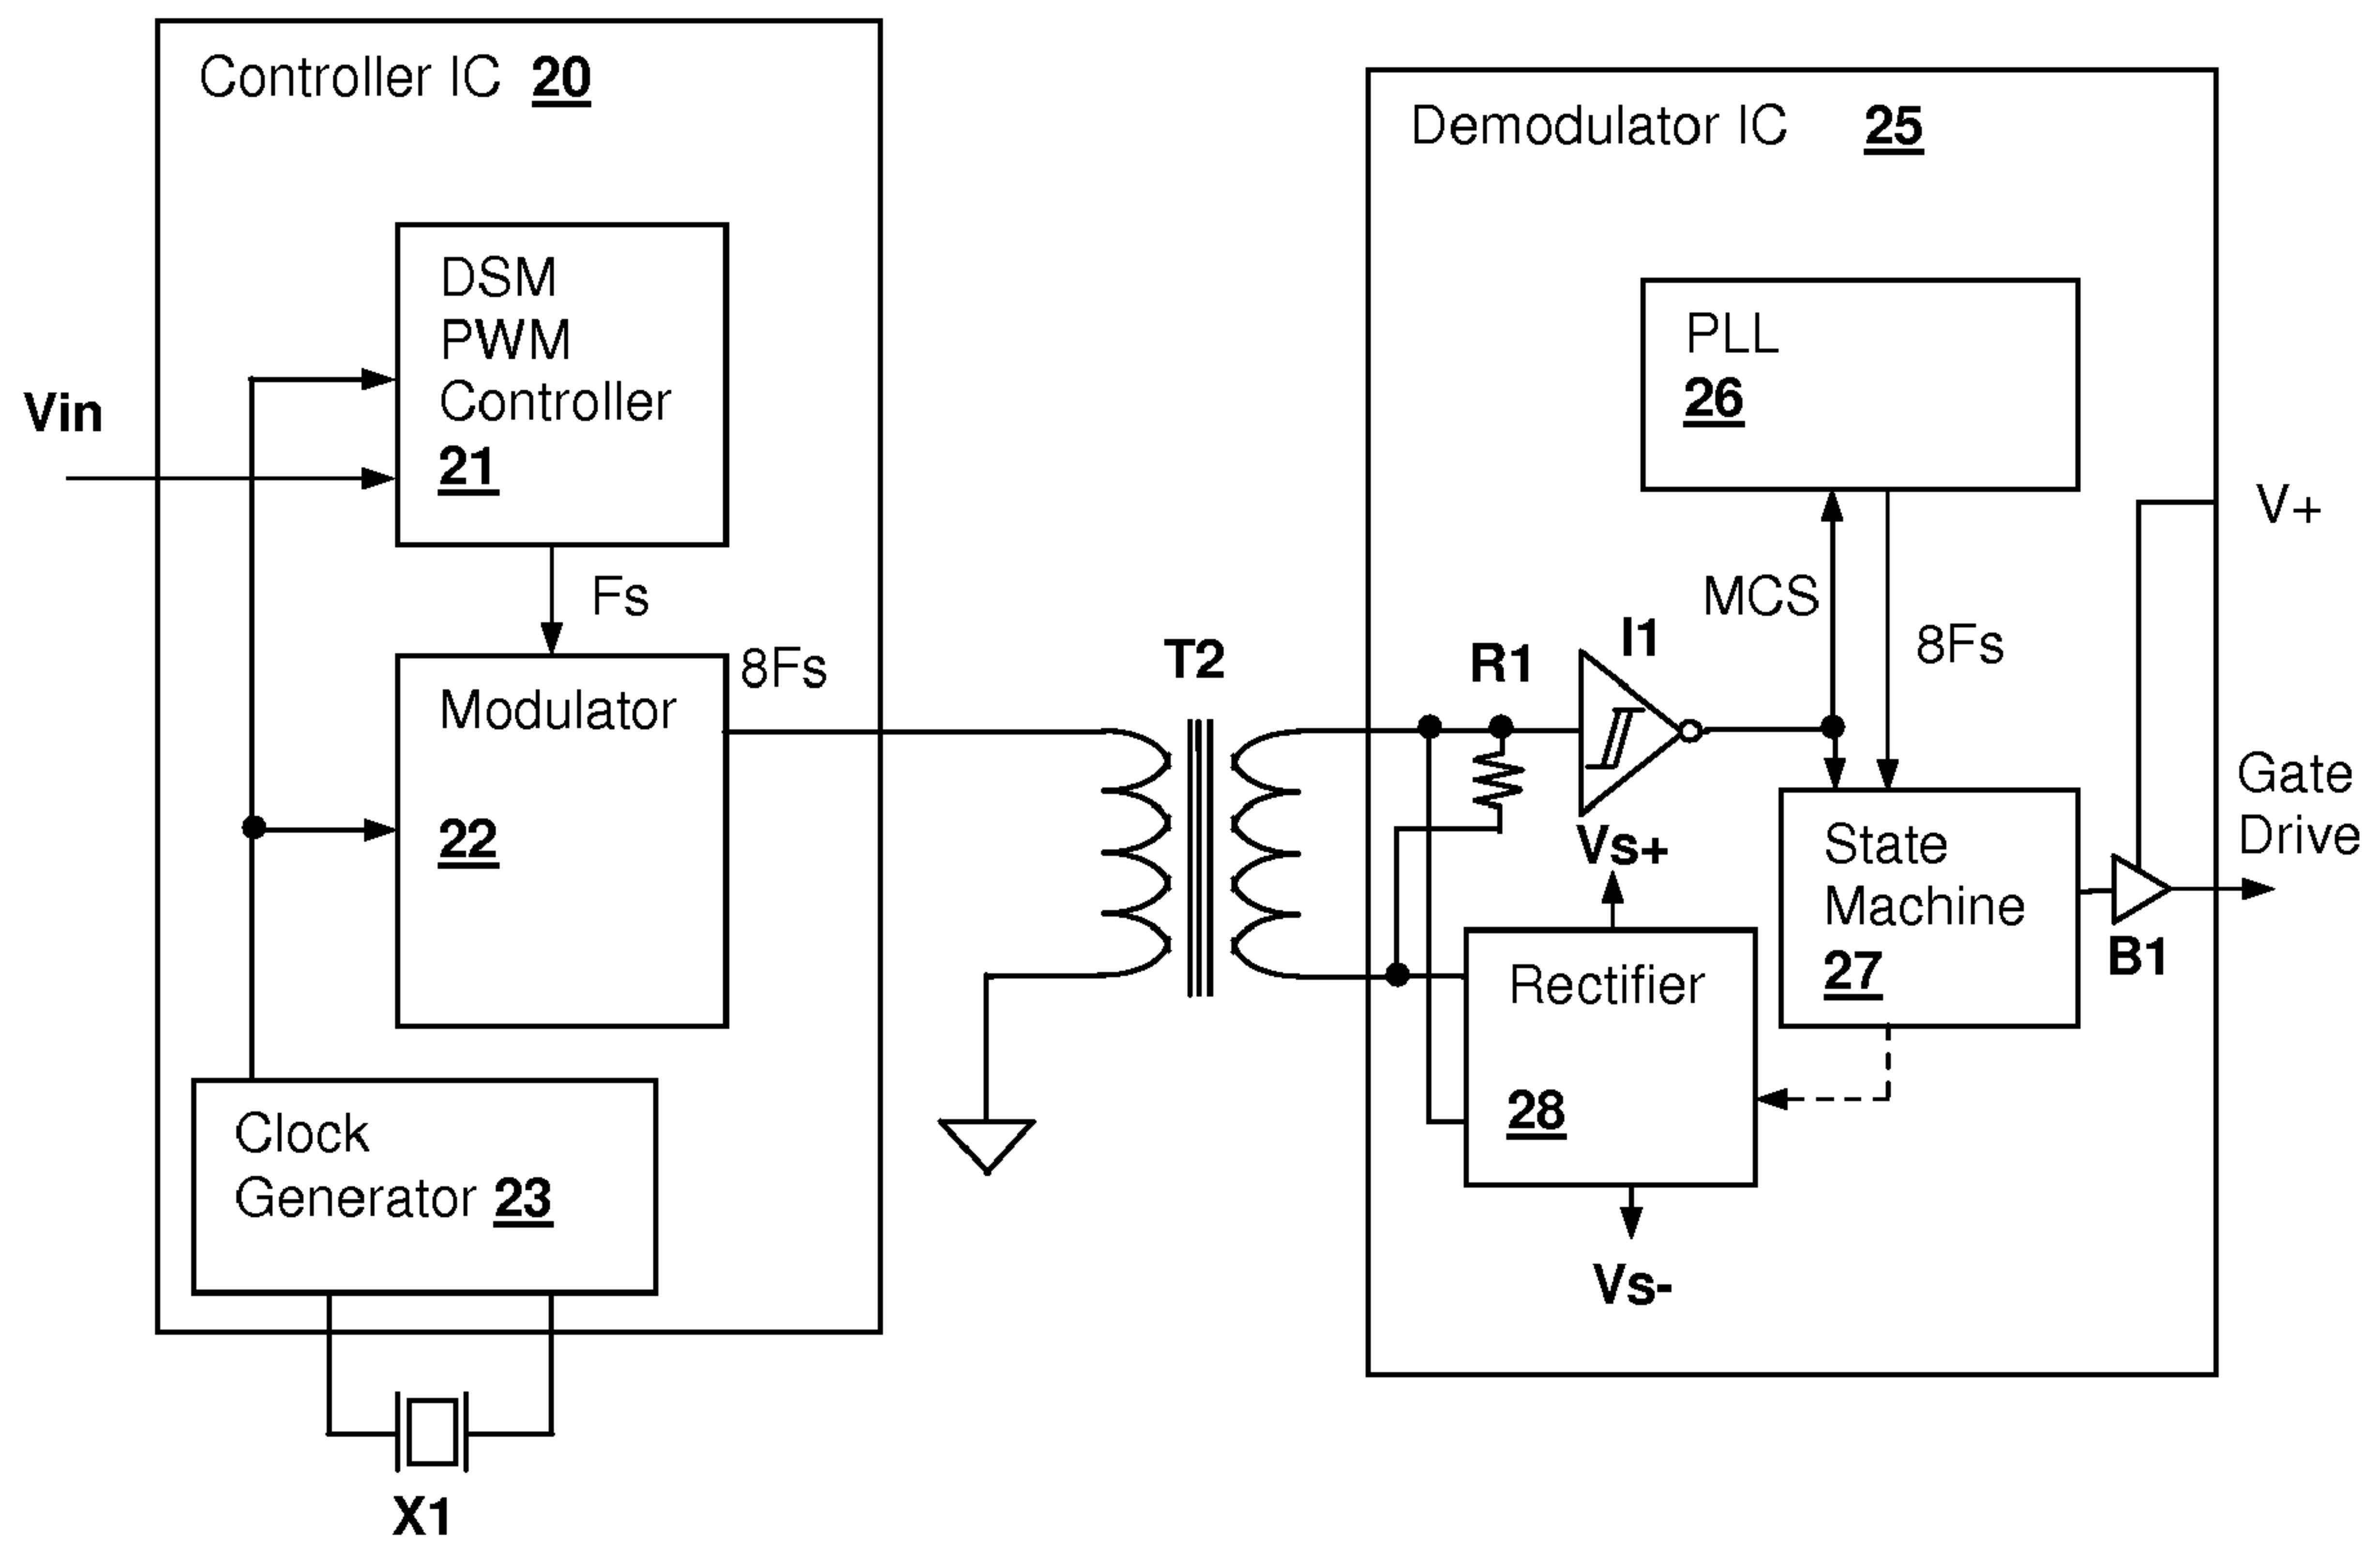 Controller IC 20
DSM
PWM
Controller
21
Vin
Fs
Modulator
22
8Fs
Clock
Generator 23
X1
T2
Demodulator IC 25
PLL
26
MCS
8Fs
V+
R1
I1
Vs+
State
Machine
27
Gate
Drive
B1
Rectifier
28
Vs-